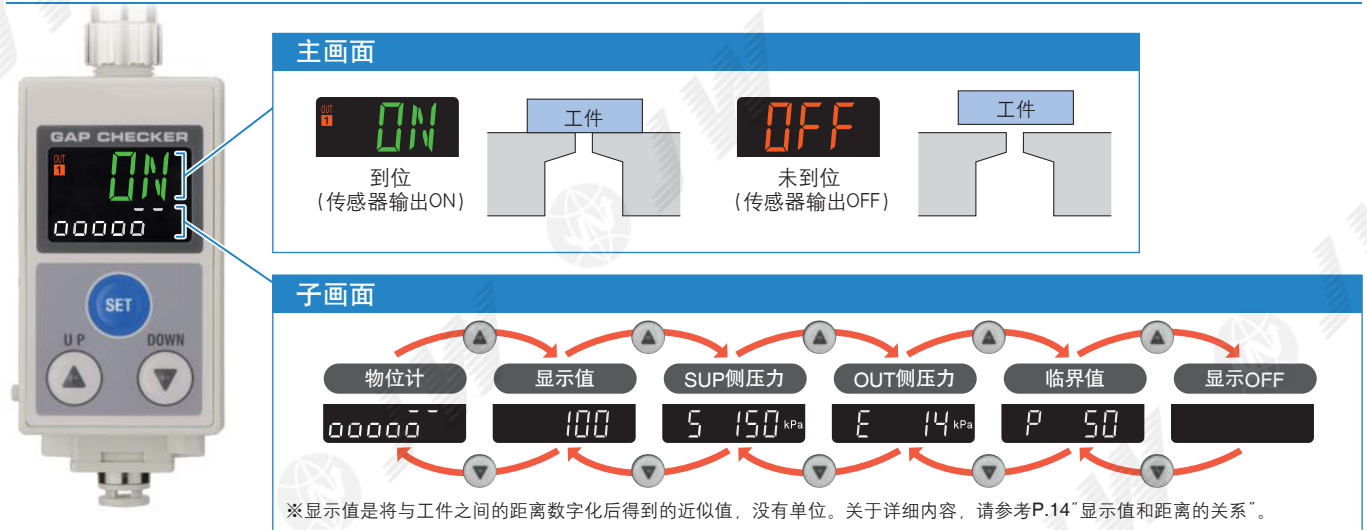 主画面
GAP CHECKER
OUT
1
ON
ooooo
SET
UP
DOWN
OUT
1
ON
到位
(传感器输出ON)
工件
OFF
未到位
(传感器输出OFF)
工件
子画面
物位计
显示值
SUP侧压力
OUT侧压力
临界值
显示OFF
ooooo
100
S 150 kPa
E 14 kPa
P 50
※显示值是将与工件之间的距离数字化后得到的近似值，没有单位。关于详细内容，请参考P.14“显示值和距离的关系”。